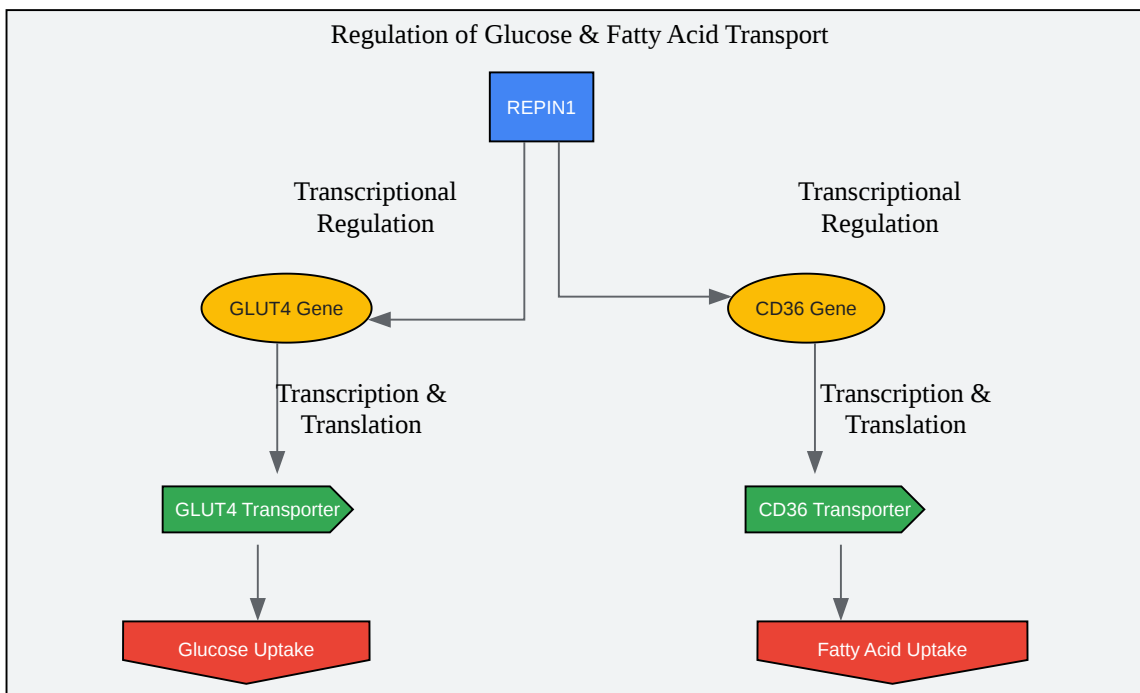 Regulation of Glucose & Fatty Acid Transport
REPIN1
Transcriptional
Regulation
Transcriptional
Regulation
GLUT4 Gene
CD36 Gene
Transcription &
Translation
Transcription &
Translation
GLUT4 Transporter
CD36 Transporter
Glucose Uptake
Fatty Acid Uptake